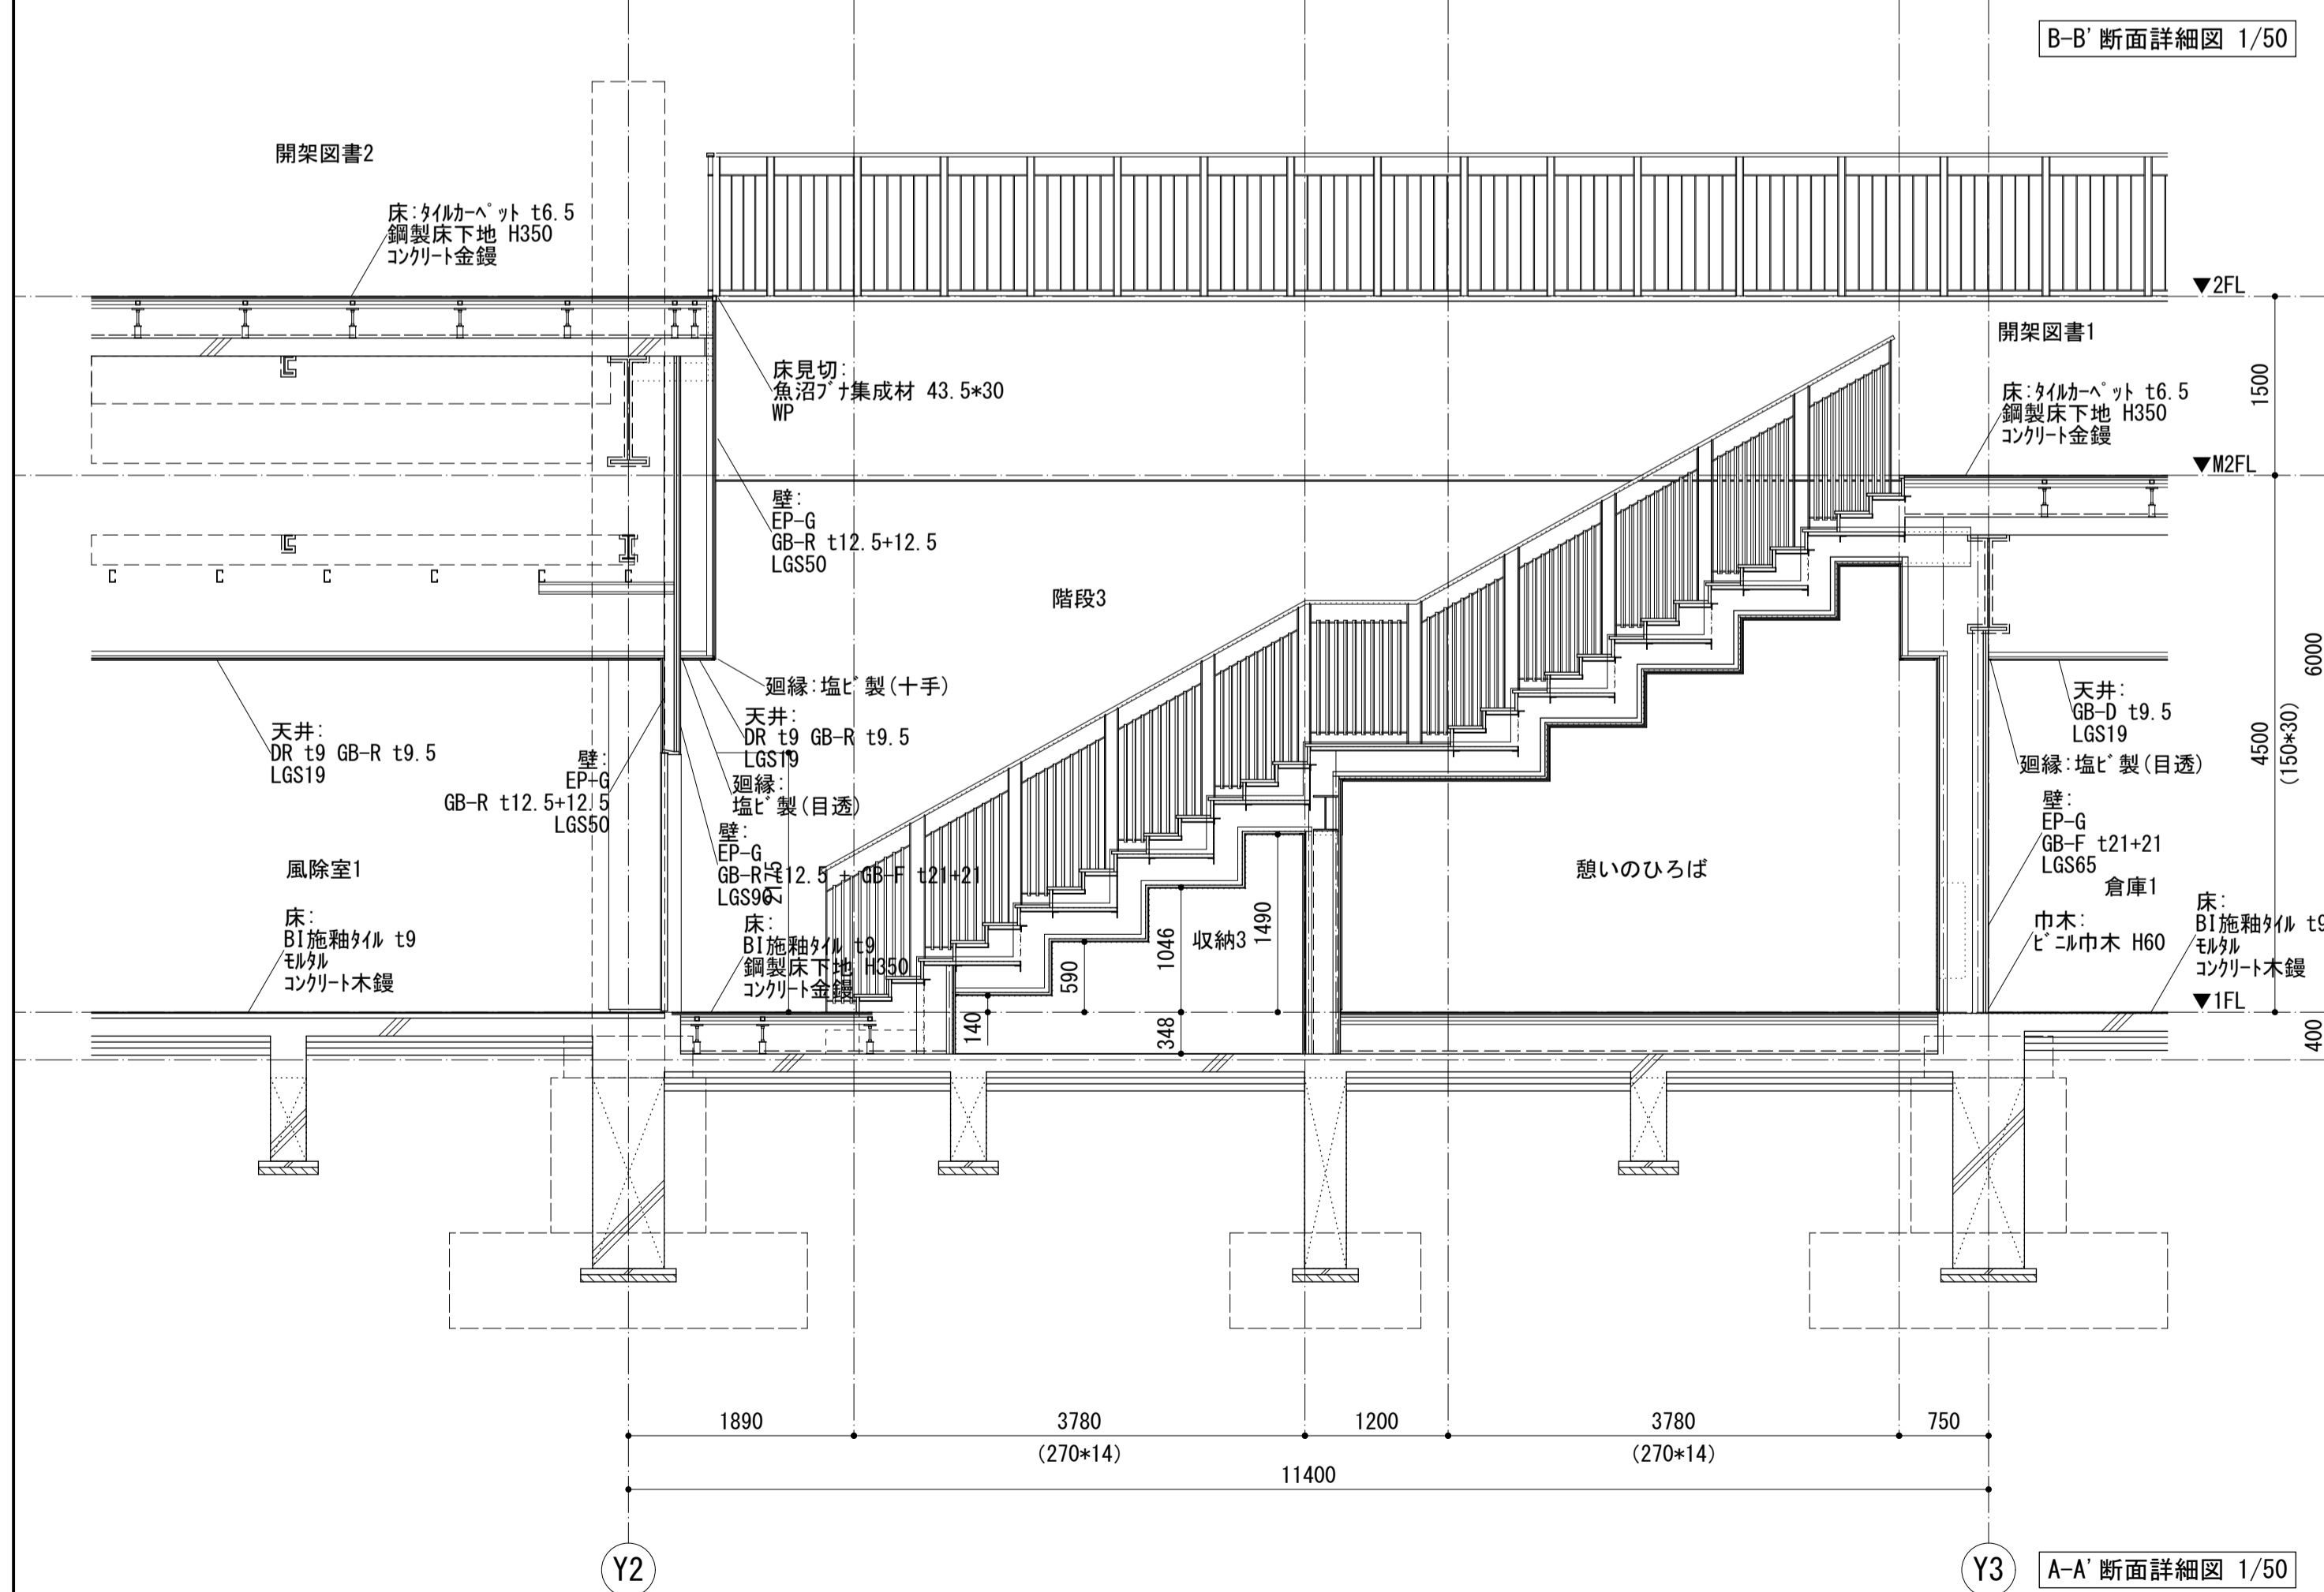 B-B' 断面詳細図 1/50
開架図書2
床:ﾀｲﾙｶｰﾍﾟｯﾄ t6.5
鋼製床下地 H350
ｺﾝｸﾘｰﾄ金鏝
▼2FL
開架図書1
床見切:
魚沼ﾌﾞﾅ集成材 43.5*30
WP
1500
床:ﾀｲﾙｶｰﾍﾟｯﾄ t6.5
鋼製床下地 H350
ｺﾝｸﾘｰﾄ金鏝
▼M2FL
壁:
EP-G
GB-R t12.5+12.5
LGS50
階段3
6000
4500
(150*30)
廻縁:塩ﾋﾞ製(十手)
天井:
DR t9 GB-R t9.5
LGS19
天井:
DR t9 GB-R t9.5
LGS19
壁:
EP-G
GB-R t12.5+12.5
LGS50
廻縁:
塩ﾋﾞ製(目透)
天井:
GB-D t9.5
LGS19
廻縁:塩ﾋﾞ製(目透)
壁:
EP-G
GB-R t12.5 + GB-F t21+21
LGS90
2175
壁:
EP-G
GB-F t21+21
LGS65
風除室1
憩いのひろば
倉庫1
床:
BI施釉ﾀｲﾙ t9
ﾓﾙﾀﾙ
ｺﾝｸﾘｰﾄ木鏝
床:
BI施釉ﾀｲﾙ t9
鋼製床下地 H350
ｺﾝｸﾘｰﾄ金鏝
収納3
140
590
1046
348
1490
巾木:
ﾋﾞﾆﾙ巾木 H60
床:
BI施釉ﾀｲﾙ t9
ﾓﾙﾀﾙ
ｺﾝｸﾘｰﾄ木鏝
▼1FL
400
1890
3780
1200
3780
750
(270*14)
(270*14)
11400
Y2
Y3
A-A' 断面詳細図 1/50